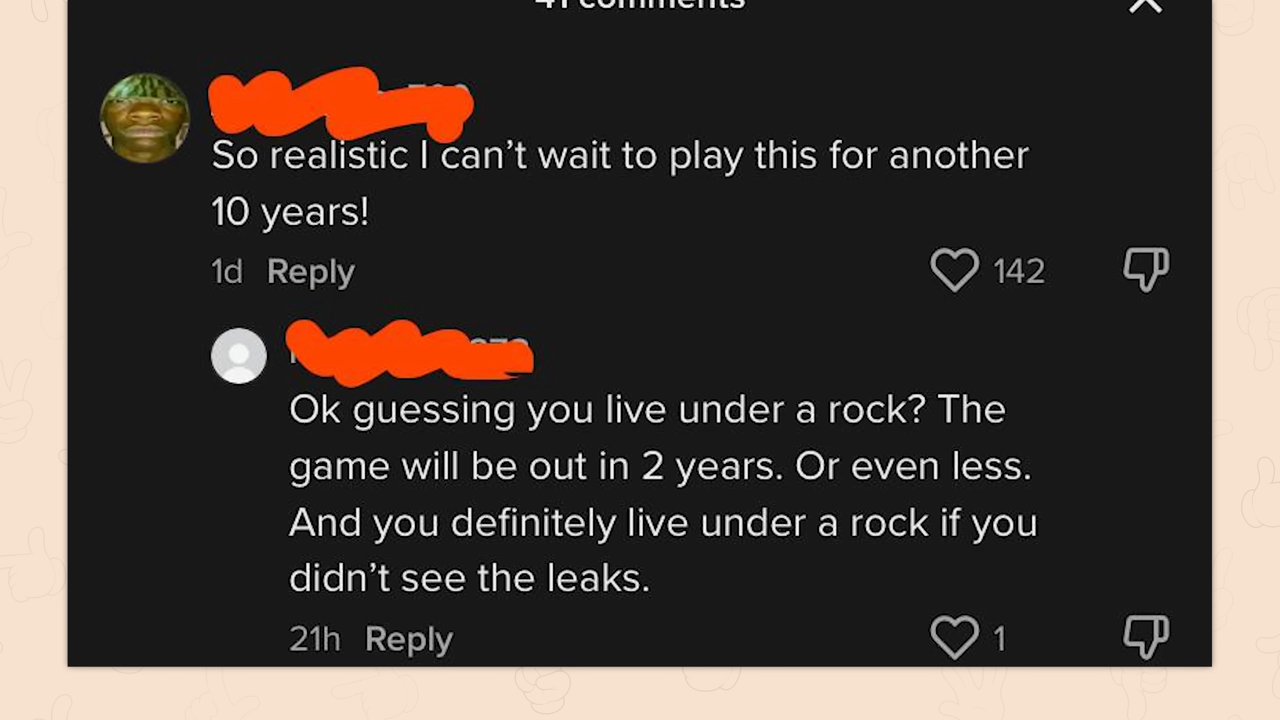 41 comments
So realistic I can't wait to play this for another
10 years!
1d Reply 142
Ok guessing you live under a rock? The
game will be out in 2 years. Or even less.
And you definitely live under a rock if you
didn't see the leaks.
21h Reply 1